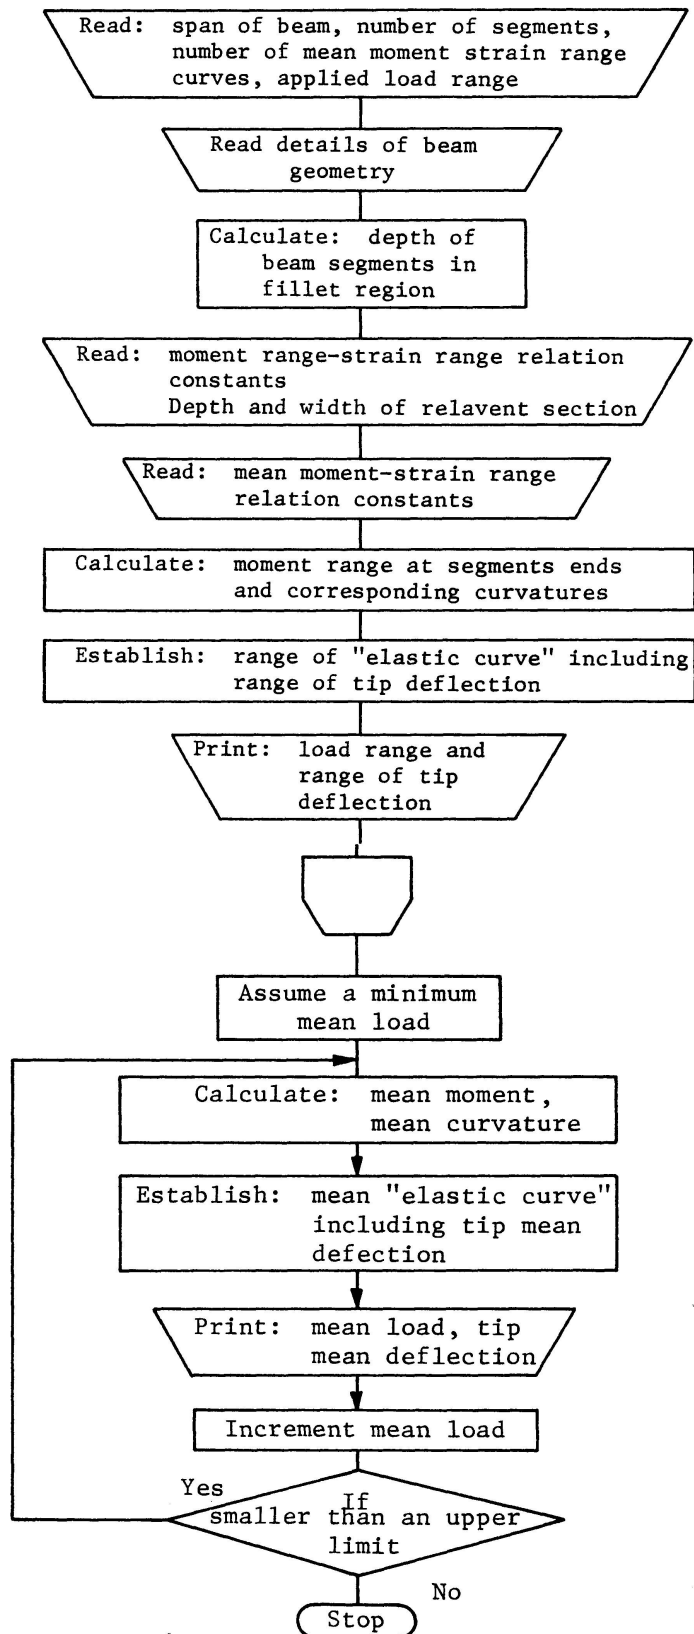 Read: span of beam, number of segments,
number of mean moment strain range
curves, applied load range
Read details of beam
geometry
Calculate: depth of
beam segments in
fillet region
Read: moment range-strain range relation
constants
Depth and width of relavent section
Read: mean moment-strain range
relation constants
Calculate: moment range at segments ends
and corresponding curvatures
Establish: range of "elastic curve" including
range of tip deflection
Print: load range and
range of tip
deflection
Assume a minimum
mean load
Calculate: mean moment,
mean curvature
Establish: mean "elastic curve"
including tip mean
defection
Print: mean load, tip
mean deflection
Increment mean load
Yes
If
smaller than an upper
limit
No
Stop